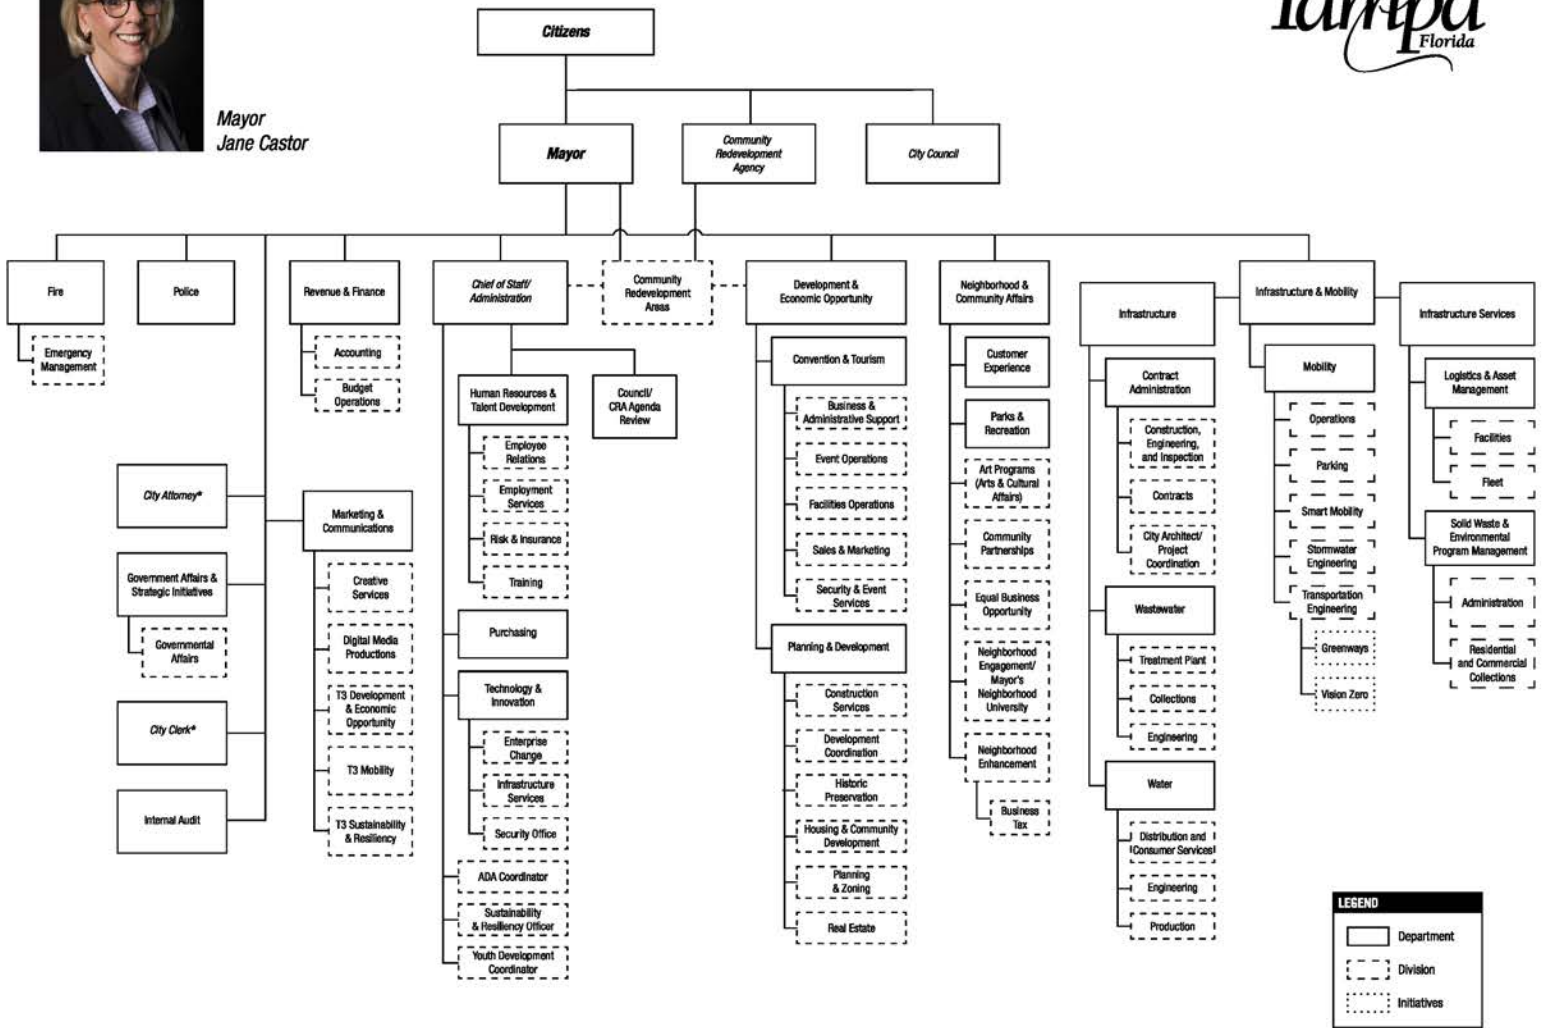 Tampa
Florida
Mayor
Jane Castor
Citizens
Mayor
Community
Redevelopment
Agency
City Council
Fire
Emergency
Management
Police
Revenue & Finance
Accounting
Budget
Operations
City Attorney*
Government Affairs &
Strategic Initiatives
Governmental
Affairs
City Clerk*
Internal Audit
Marketing &
Communications
Creative
Services
Digital Media
Productions
T3 Development
& Economic
Opportunity
T3 Mobility
T3 Sustainability
& Resiliency
Chief of Staff/
Administration
Human Resources &
Talent Development
Employee
Relations
Employment
Services
Risk & Insurance
Training
Council/
CRA Agenda
Review
Purchasing
Technology &
Innovation
Enterprise
Change
Infrastructure
Services
Security Office
ADA Coordinator
Sustainability
& Resiliency Officer
Youth Development
Coordinator
Community
Redevelopment
Areas
Development &
Economic Opportunity
Convention & Tourism
Business &
Administrative Support
Event Operations
Facilities Operations
Sales & Marketing
Security & Event
Services
Planning & Development
Construction
Services
Development
Coordination
Historic
Preservation
Housing & Community
Development
Planning
& Zoning
Real Estate
Neighborhood &
Community Affairs
Customer
Experience
Parks &
Recreation
Art Programs
(Arts & Cultural
Affairs)
Community
Partnerships
Equal Business
Opportunity
Neighborhood
Engagement/
Mayor's
Neighborhood
University
Neighborhood
Enhancement
Business
Tax
Infrastructure & Mobility
Infrastructure
Contract
Administration
Construction,
Engineering,
and Inspection
Contracts
City Architect/
Project
Coordination
Wastewater
Treatment Plant
Collections
Engineering
Water
Distribution and
Consumer Services
Engineering
Production
Mobility
Operations
Parking
Smart Mobility
Stormwater
Engineering
Transportation
Engineering
Greenways
Vision Zero
Infrastructure Services
Logistics & Asset
Management
Facilities
Fleet
Solid Waste &
Environmental
Program Management
Administration
Residential
and Commercial
Collections
LEGEND
Department
Division
Initiatives